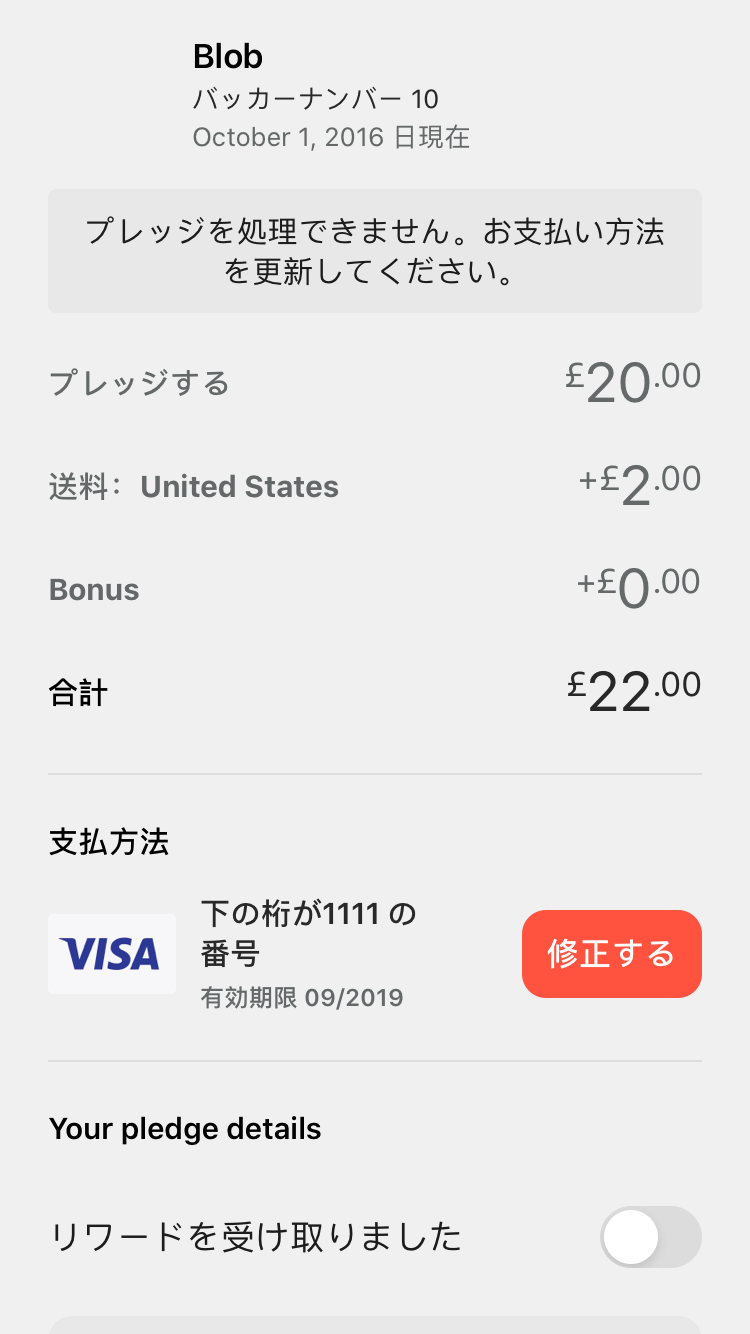 Blob
バッカーナンバー 10
October 1, 2016 日現在
プレッジを処理できません。お支払い方法
を更新してください。
プレッジする £20.00
送料： United States +£2.00
Bonus +£0.00
合計 £22.00
支払方法
VISA
下の桁が1111 の
番号
有効期限 09/2019
修正する
Your pledge details
リワードを受け取りました